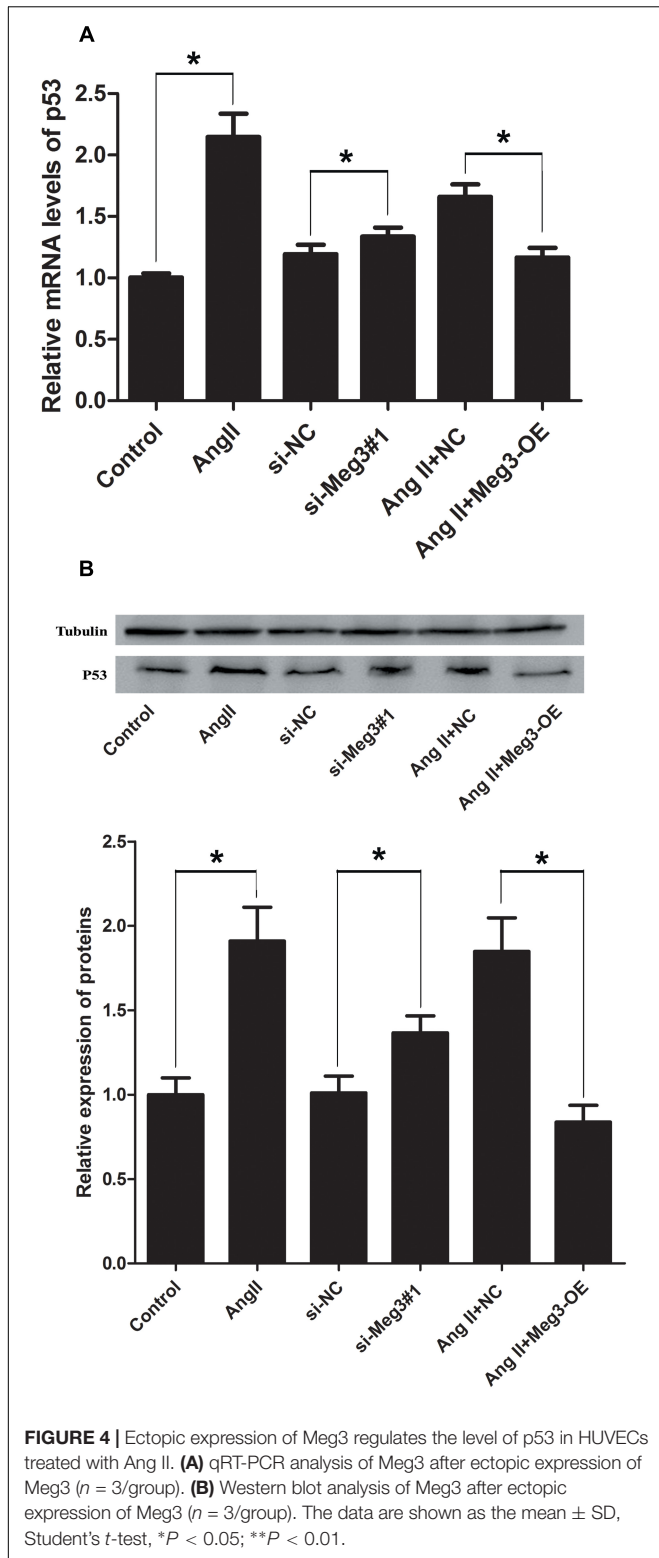 A
*
*
*
Relative mRNA levels of p53
2.5
2.0
1.5
1.0
0.5
0.0
Control
AngII
si-NC
si-Meg3#1
Ang II+NC
Ang II+Meg3-OE
B
Tubulin
P53
Control
AngII
si-NC
si-Meg3#1
Ang II+NC
Ang II+Meg3-OE
*
*
*
Relative expression of proteins
2.5
2.0
1.5
1.0
0.5
0.0
Control
AngII
si-NC
si-Meg3#1
Ang II+NC
Ang II+Meg3-OE
FIGURE 4 | Ectopic expression of Meg3 regulates the level of p53 in HUVECs
treated with Ang II. (A) qRT-PCR analysis of Meg3 after ectopic expression of
Meg3 (n = 3/group). (B) Western blot analysis of Meg3 after ectopic
expression of Meg3 (n = 3/group). The data are shown as the mean ± SD,
Student's t-test, *P < 0.05; **P < 0.01.